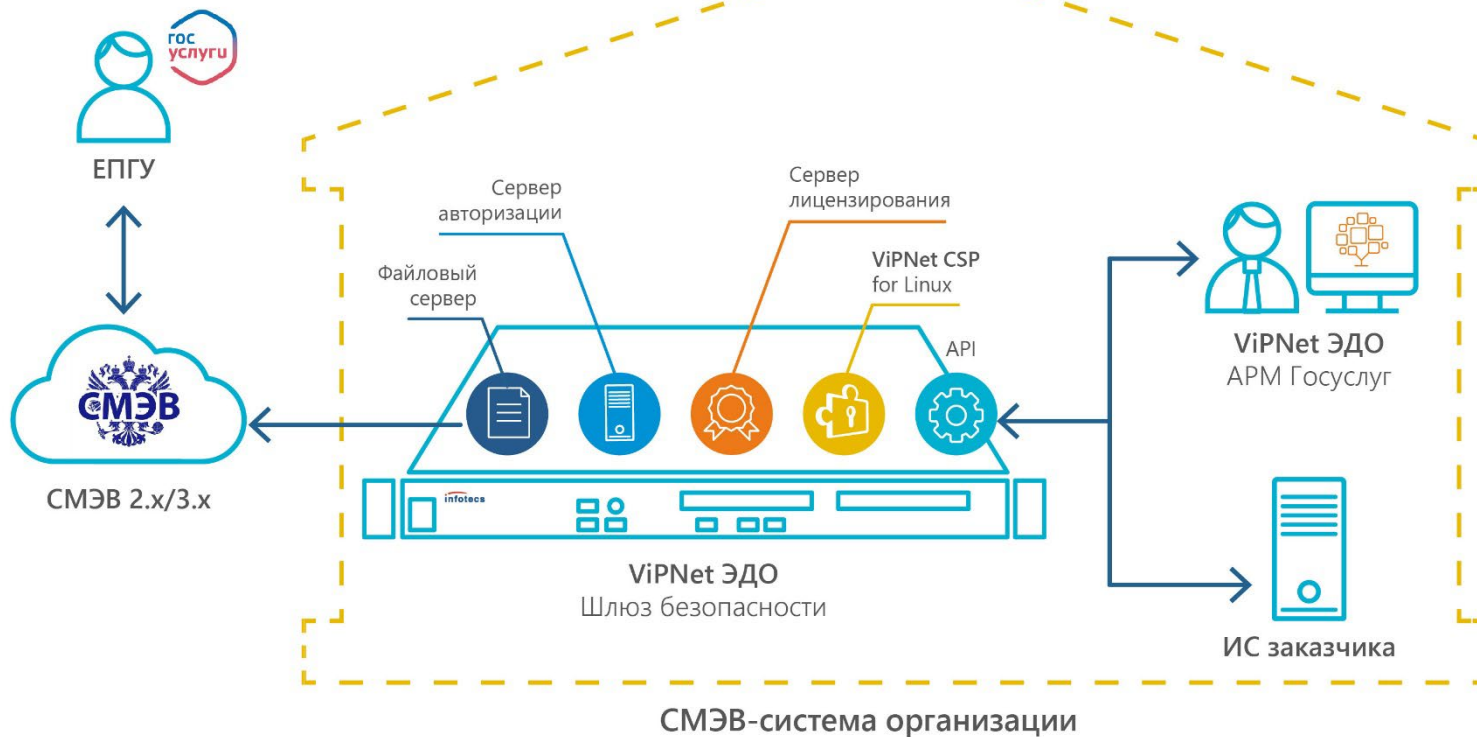 гос
услуги
ЕПГУ
СМЭВ
СМЭВ 2.x/3.x
Сервер
авторизации
Сервер
лицензирования
Файловый
сервер
ViPNet CSP
for Linux
API
infotecs
ViPNet ЭДО
Шлюз безопасности
ViPNet ЭДО
АРМ Госуслуг
ИС заказчика
СМЭВ-система организации